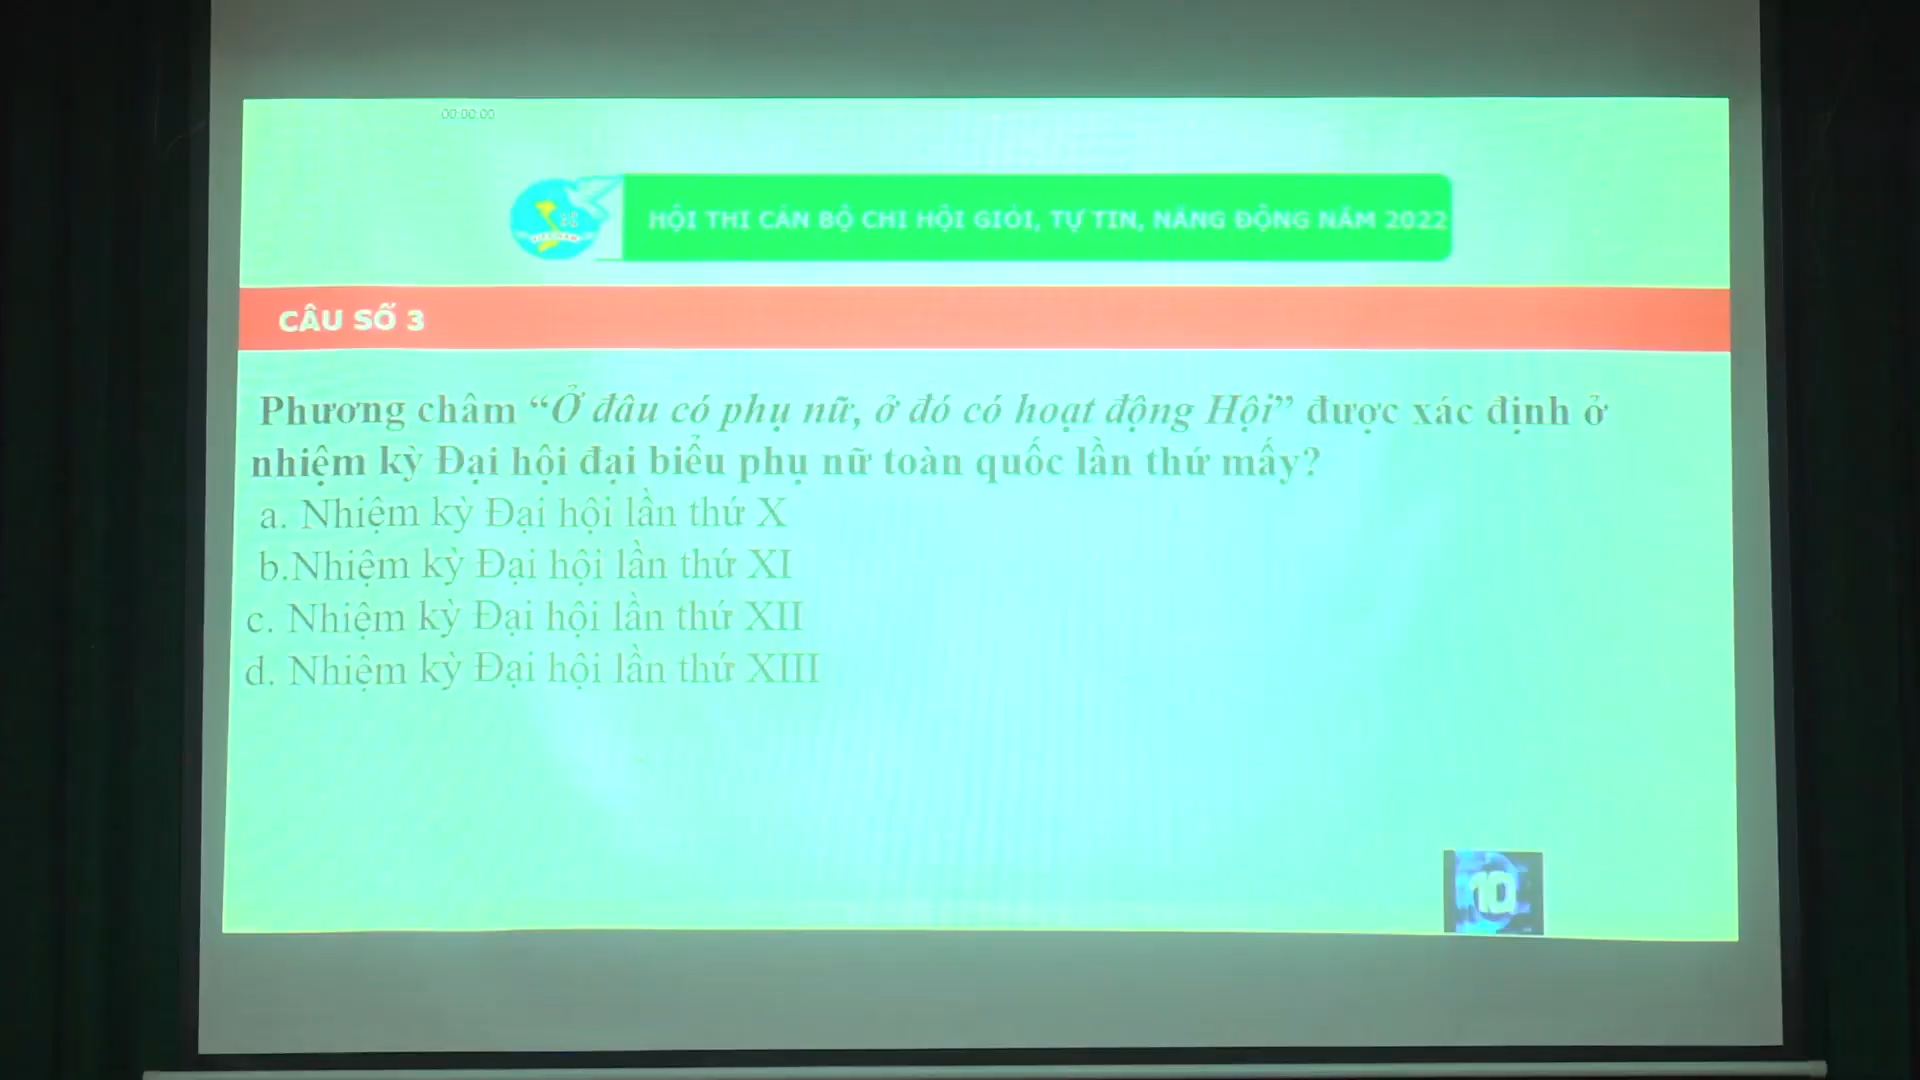 00:00:00
HỘI THI CÁN BỘ CHI HỘI GIỎI, TỰ TIN, NĂNG ĐỘNG NĂM 2022
CÂU SỐ 3
Phương châm “Ở đâu có phụ nữ, ở đó có hoạt động Hội” được xác định ở
nhiệm kỳ Đại hội đại biểu phụ nữ toàn quốc lần thứ mấy?
a. Nhiệm kỳ Đại hội lần thứ X
b.Nhiệm kỳ Đại hội lần thứ XI
c. Nhiệm kỳ Đại hội lần thứ XII
d. Nhiệm kỳ Đại hội lần thứ XIII
10